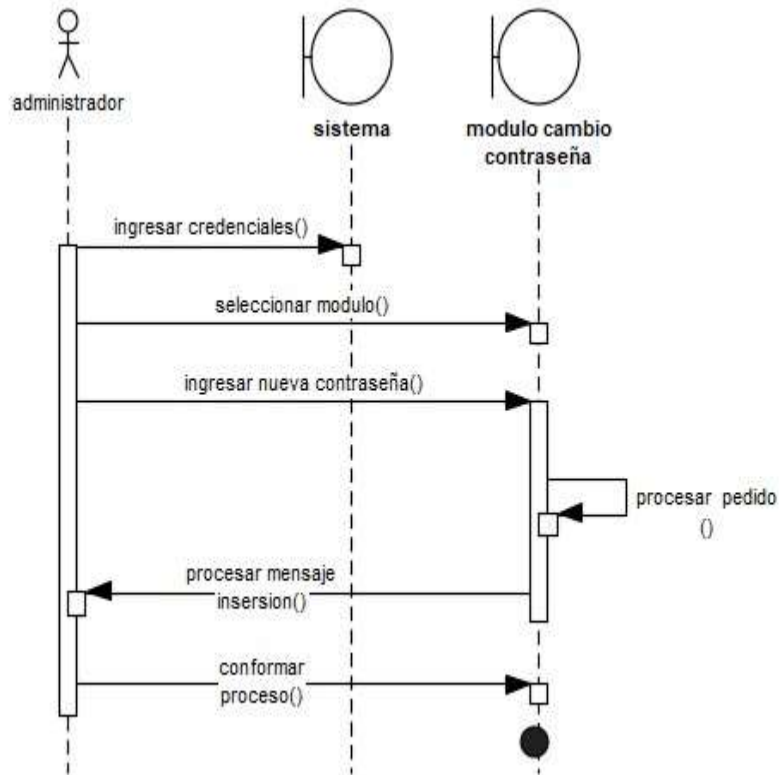 administrador
sistema
modulo cambio
contraseña
ingresar credenciales()
seleccionar modulo()
ingresar nueva contraseña()
procesar pedido
()
procesar mensaje
insersion()
conformar
proceso()